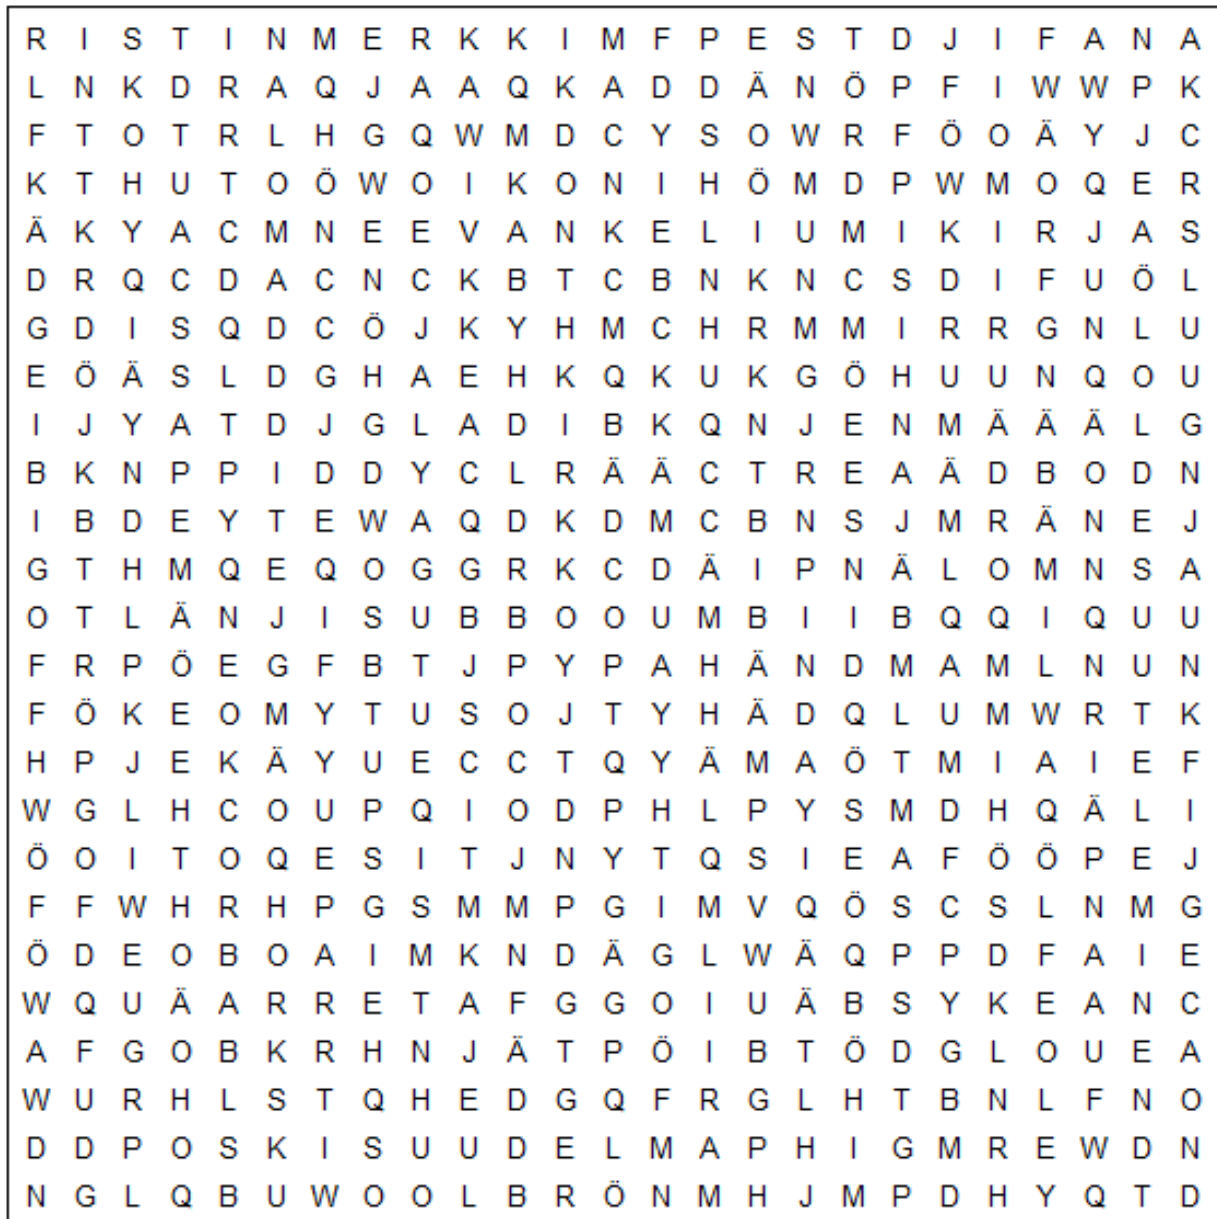 R I S T I N M E R K K I M F P E S T D J I F A N A
L N K D R A Q J A A Q K A D D Ä N Ö P F I W W P K
F T O T R L H G Q W M D C Y S O W R F Ö O Ä Y J C
K T H U T O Ö W O I K O N I H Ö M D P W M O Q E R
Ä K Y A C M N E E V A N K E L I U M I K I R J A S
D R Q C D A C N C K B T C B N K N C S D I F U Ö L
G D I S Q D C Ö J K Y H M C H R M M I R R G N L U
E Ö Ä S L D G H A E H K Q K U K G Ö H U U N Q O U
I J Y A T D J G L A D I B K Q N J E N M Ä Ä Ä L G
B K N P P I D D Y C L R Ä Ä C T R E A Ä D B O D N
I B D E Y T E W A Q D K D M C B N S J M R Ä N E J
G T H M Q E Q O G G R K C D Ä I P N Ä L O M N S A
O T L Ä N J I S U B B O O U M B I I B Q Q I Q U U
F R P Ö E G F B T J P Y P A H Ä N D M A M L N U N
F Ö K E O M Y T U S O J T Y H Ä D Q L U M W R T K
H P J E K Ä Y U E C C T Q Y Ä M A Ö T M I A I E F
W G L H C O U P Q I O D P H L P Y S M D H Q Ä L I
Ö O I T O Q E S I T J N Y T Q S I E A F Ö Ö P E J
F F W H R H P G S M M P G I M V Q Ö S C S L N M G
Ö D E O B O A I M K N D Ä G L W Ä Q P P D F A I E
W Q U Ä A R R E T A F G G O I U Ä B S Y K E A N C
A F G O B K R H N J Ä T P Ö I B T Ö D G L O U E A
W U R H L S T Q H E D G Q F R G L H T B N L F N O
D D P O S K I S U U D E L M A P H I G M R E W D N
N G L Q B U W O O L B R Ö N M H J M P D H Y Q T D